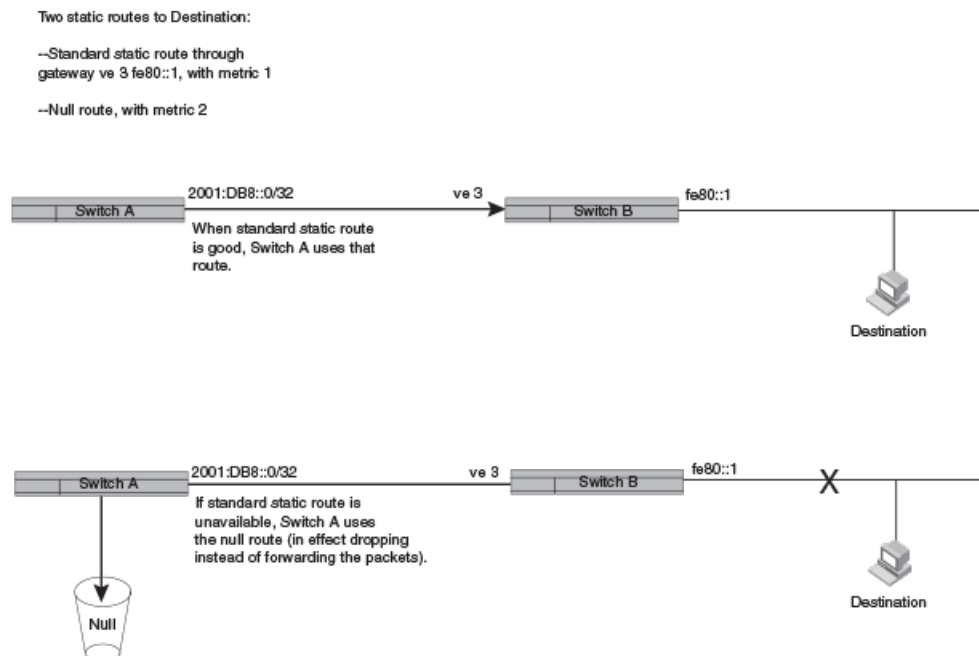 Two static routes to Destination:
--Standard static route through
gateway ve 3 fe80::1, with metric 1
--Null route, with metric 2
Switch A
2001:DB8::0/32
ve 3
Switch B
fe80::1
When standard static route
is good, Switch A uses that
route.
Destination
Switch A
2001:DB8::0/32
ve 3
Switch B
fe80::1
X
If standard static route is
unavailable, Switch A uses
the null route (in effect dropping
instead of forwarding the packets).
Destination
Null